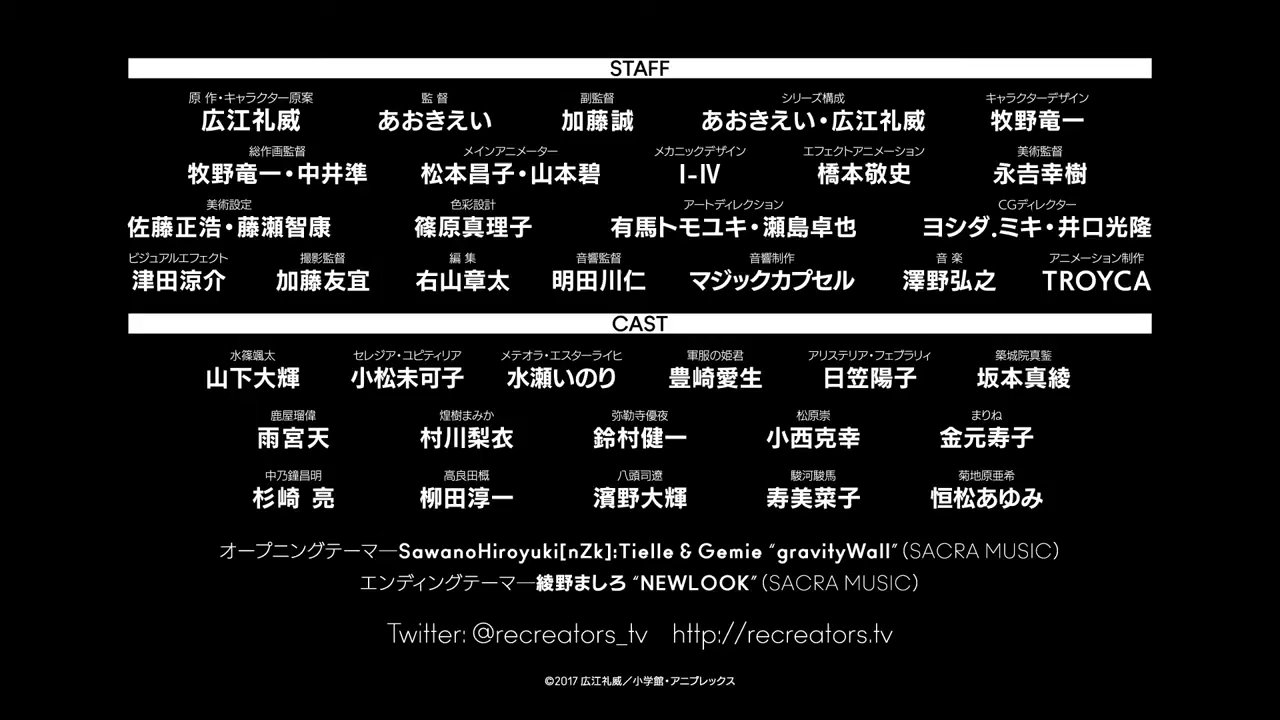 STAFF
原 作・キャラクター原案 監 督 副監督 シリーズ構成 キャラクターデザイン
広江礼威 あおきえい 加藤誠 あおきえい・広江礼威 牧野竜一
総作画監督 メインアニメーター メカニックデザイン エフェクトアニメーション 美術監督
牧野竜一・中井準 松本昌子・山本碧 I-IV 橋本敬史 永𠮷幸樹
美術設定 色彩設計 アートディレクション CGディレクター
佐藤正浩・藤瀬智康 篠原真理子 有馬トモユキ・瀬島卓也 ヨシダ.ミキ・井口光隆
ビジュアルエフェクト 撮影監督 編 集 音響監督 音響制作 音 楽 アニメーション制作
津田涼介 加藤友宜 右山章太 明田川仁 マジックカプセル 澤野弘之 TROYCA
CAST
水篠颯太 セレジア・ユピティリア メテオラ・エスターライヒ 軍服の姫君 アリステリア・フェブラリィ 築城院真鍳
山下大輝 小松未可子 水瀬いのり 豊崎愛生 日笠陽子 坂本真綾
鹿屋瑠偉 煌樹まみか 弥勒寺優夜 松原崇 まりね
雨宮天 村川梨衣 鈴村健一 小西克幸 金元寿子
中乃鐘昌明 高良田概 八頭司遼 駿河駿馬 菊地原亜希
杉崎 亮 柳田淳一 濱野大輝 寿美菜子 恒松あゆみ
オープニングテーマ—SawanoHiroyuki[nZk]:Tielle & Gemie “gravityWall”(SACRA MUSIC)
エンディングテーマ—綾野ましろ “NEWLOOK”(SACRA MUSIC)
Twitter: @recreators_tv http://recreators.tv
©2017 広江礼威／小学館・アニプレックス